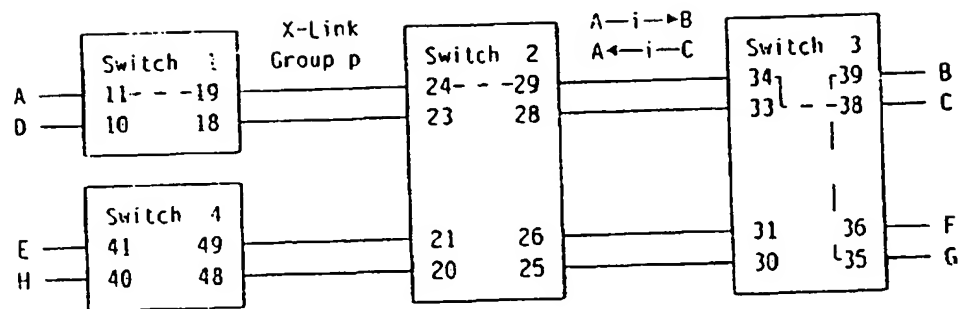 X-Link
Group p
A—i—►B
A◄—i—C
Switch 1
11- - -19
10 18
Switch 2
24- - -29
23 28
21 26
20 25
Switch 3
34 39
33 - -38
31 36
30 35
Switch 4
41 49
40 48
A
D
E
H
B
C
F
G